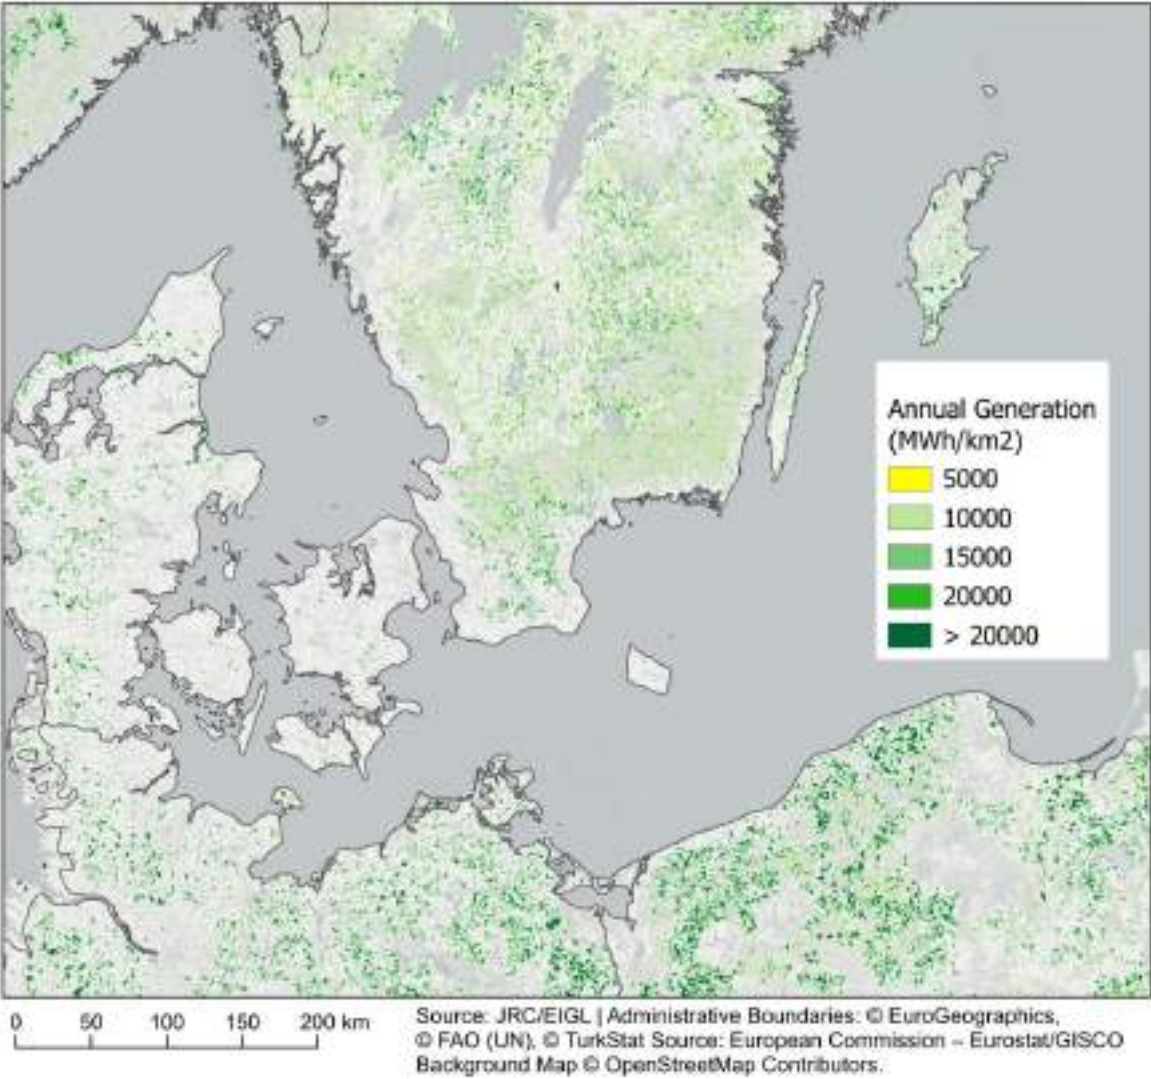 Annual Generation
(MWh/km2)
5000
10000
15000
20000
> 20000
0 50 100 150 200 km
Source: JRC/EIGL | Administrative Boundaries: © EuroGeographics,
© FAO (UN), © TurkStat Source: European Commission – Eurostat/GISCO
Background Map © OpenStreetMap Contributors.